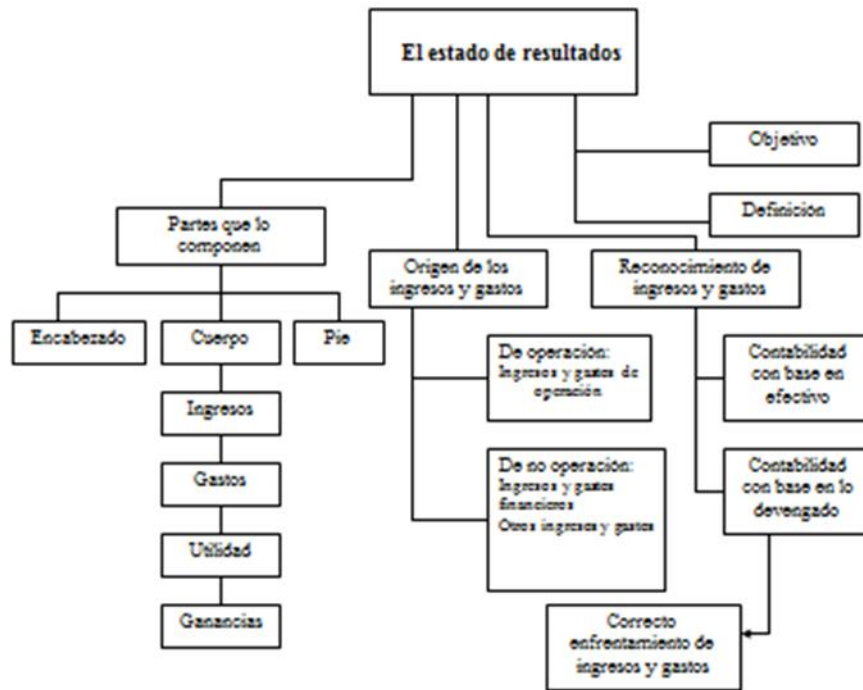 El estado de resultados
Objetivo
Definición
Partes que lo
componen
Origen de los
ingresos y gastos
Reconocimiento de
ingresos y gastos
Encabezado
Cuerpo
Pie
De operación:
Ingresos y gastos de
operación
Contabilidad
con base en
efectivo
Ingresos
Gastos
De no operación:
Ingresos y gastos
financieros
Otros ingresos y gastos
Contabilidad
con base en lo
devengado
Utilidad
Ganancias
Correcto
enfrentamiento de
ingresos y gastos